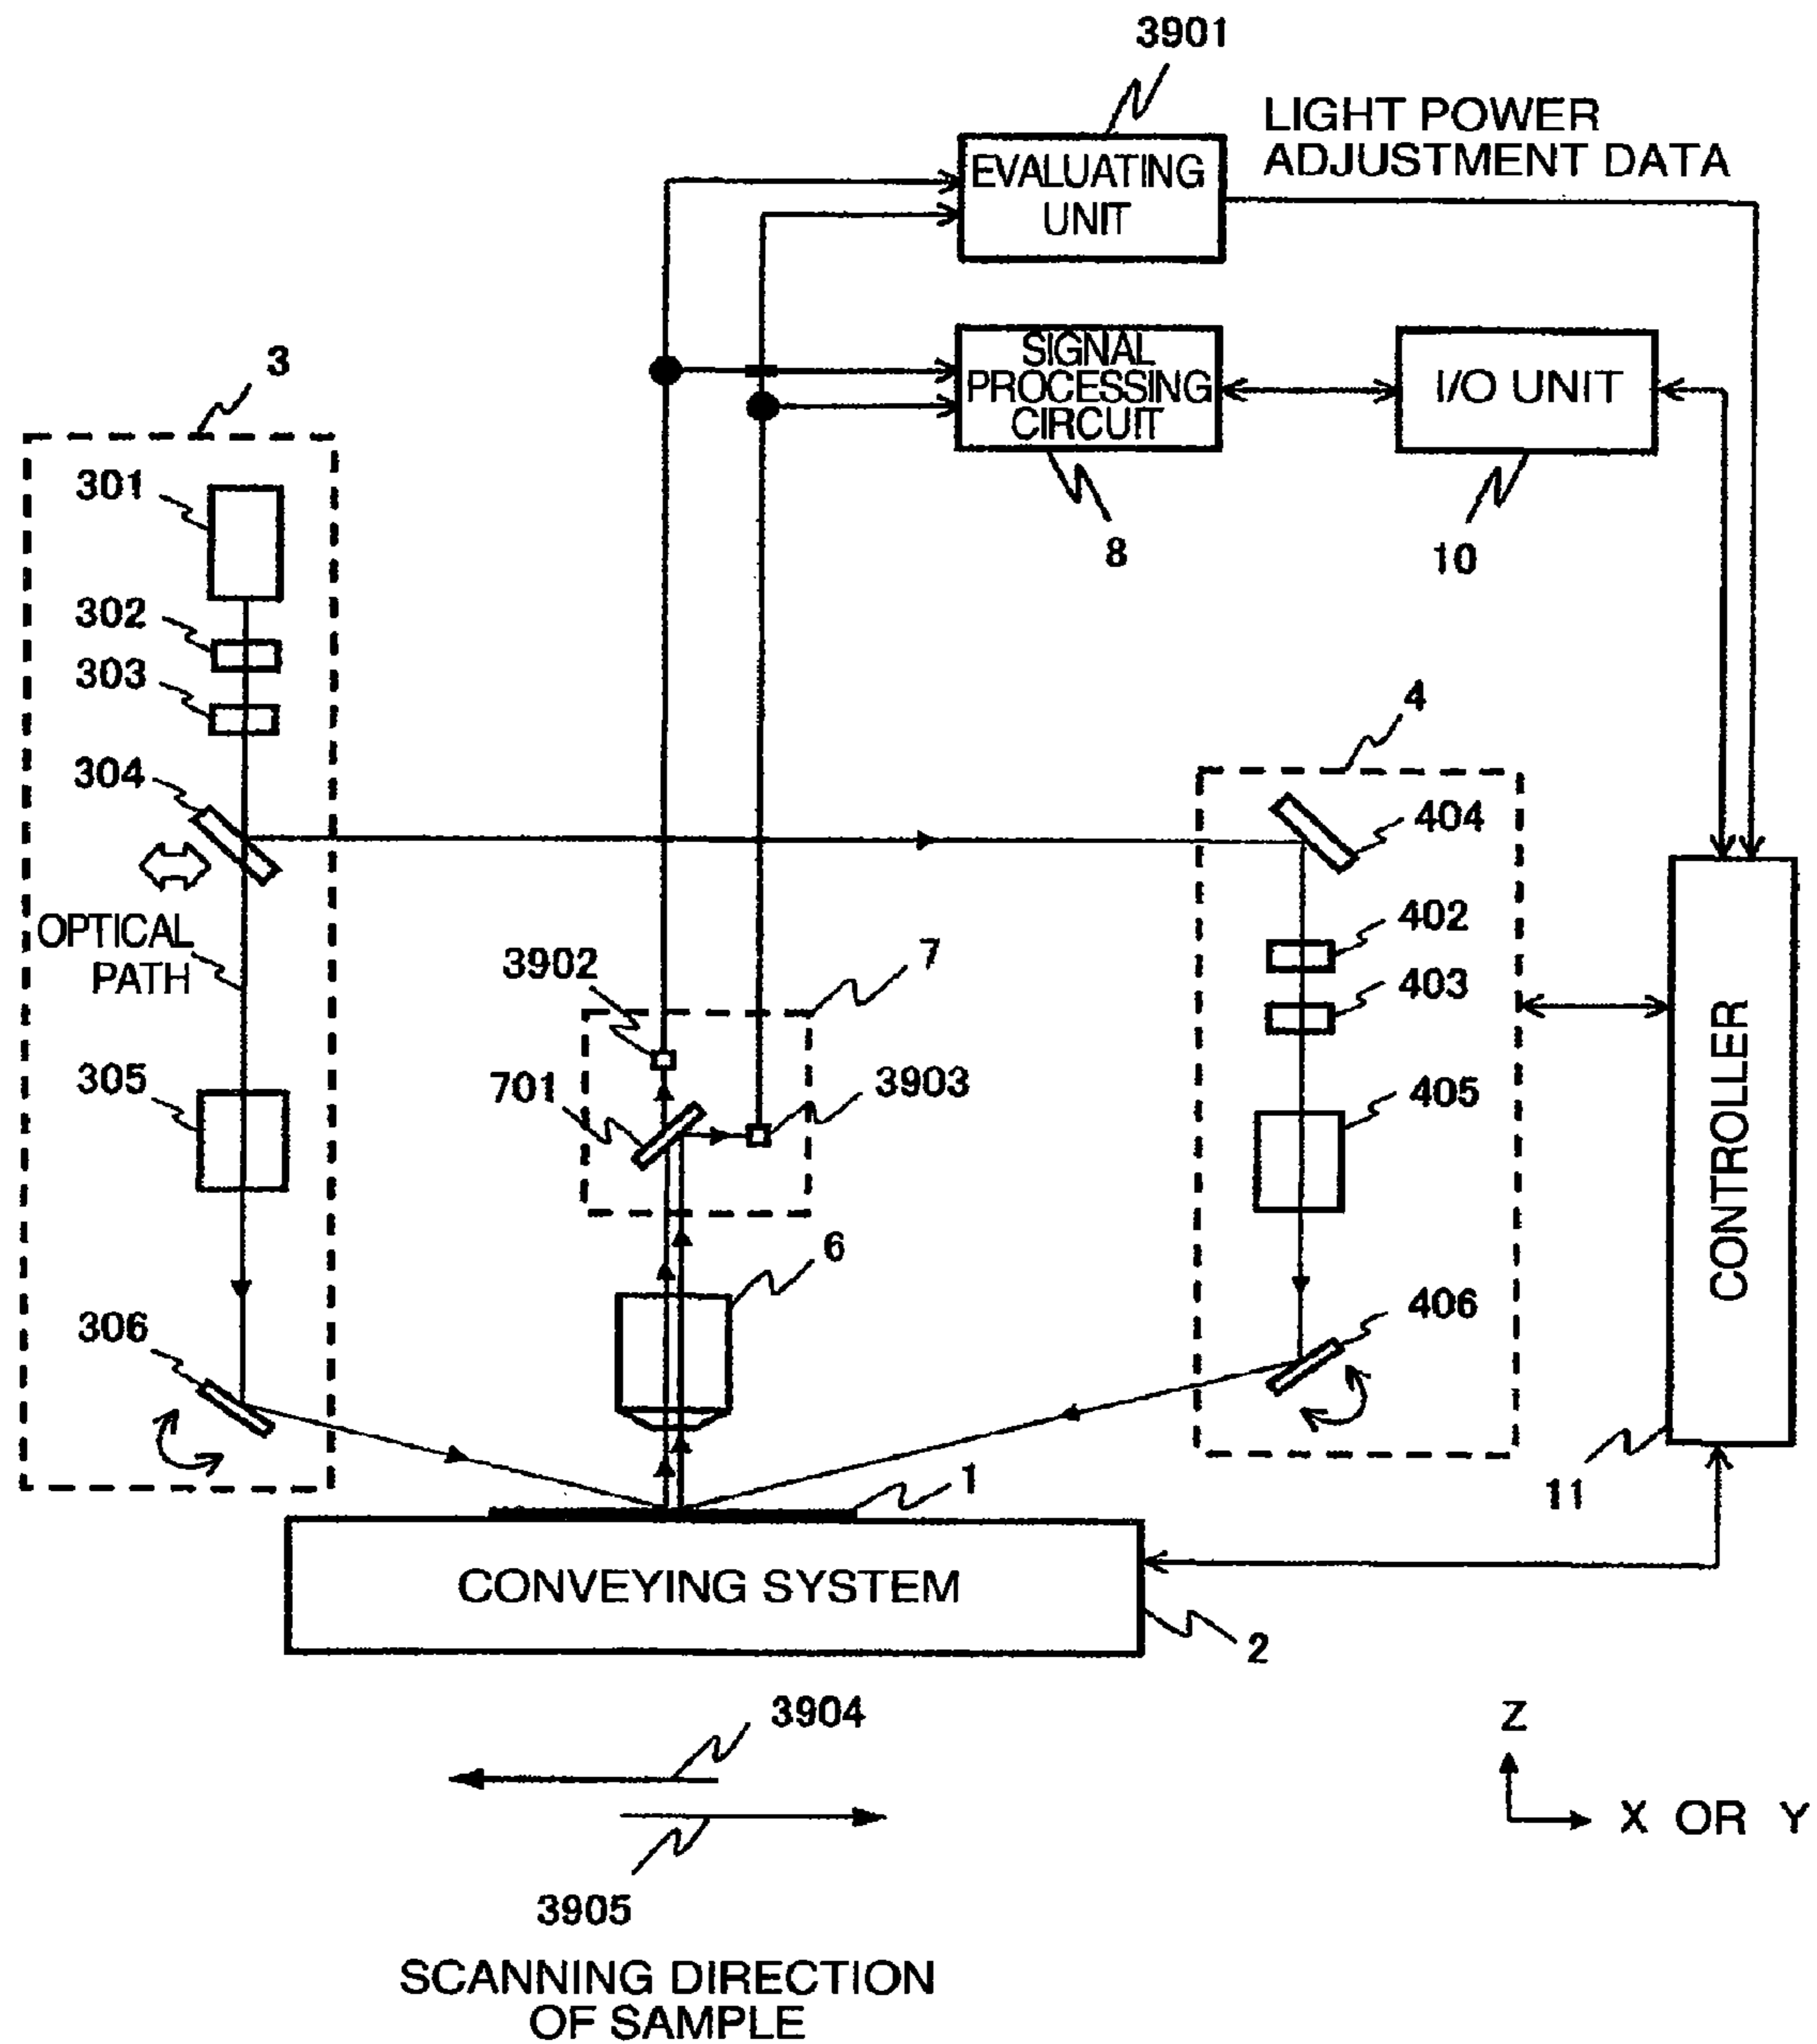 3901
LIGHT POWER
ADJUSTMENT DATA
EVALUATING
UNIT
3
SIGNAL
PROCESSING
CIRCUIT
I/O UNIT
301
8
10
302
303
4
304
404
OPTICAL
PATH
402
3902
7
403
305
701
3903
405
CONTROLLER
6
306
406
1
11
CONVEYING SYSTEM
2
3904
Z
X OR Y
3905
SCANNING DIRECTION
OF SAMPLE